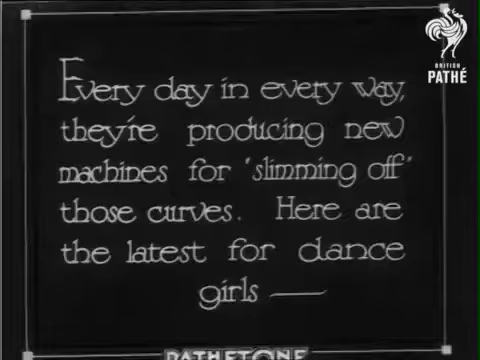 BRITISH
PATHÉ
Every day in every way,
they're producing new
machines for 'slimming off'
those curves. Here are
the latest for dance
girls —
PATHETONE